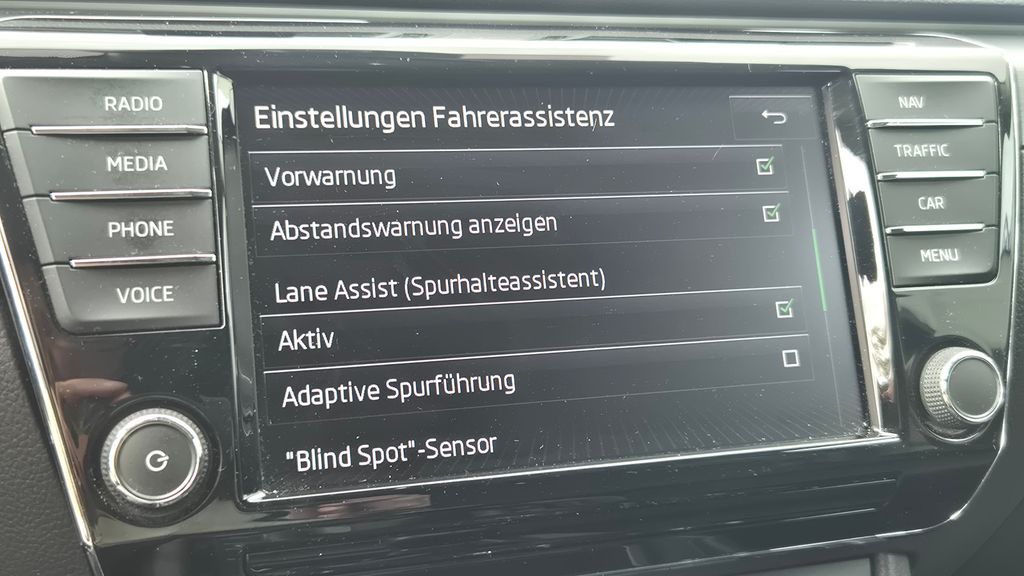 RADIO
MEDIA
PHONE
VOICE
Einstellungen Fahrerassistenz
Vorwarnung
Abstandswarnung anzeigen
Lane Assist (Spurhalteassistent)
Aktiv
Adaptive Spurführung
"Blind Spot"-Sensor
NAV
TRAFFIC
CAR
MENU